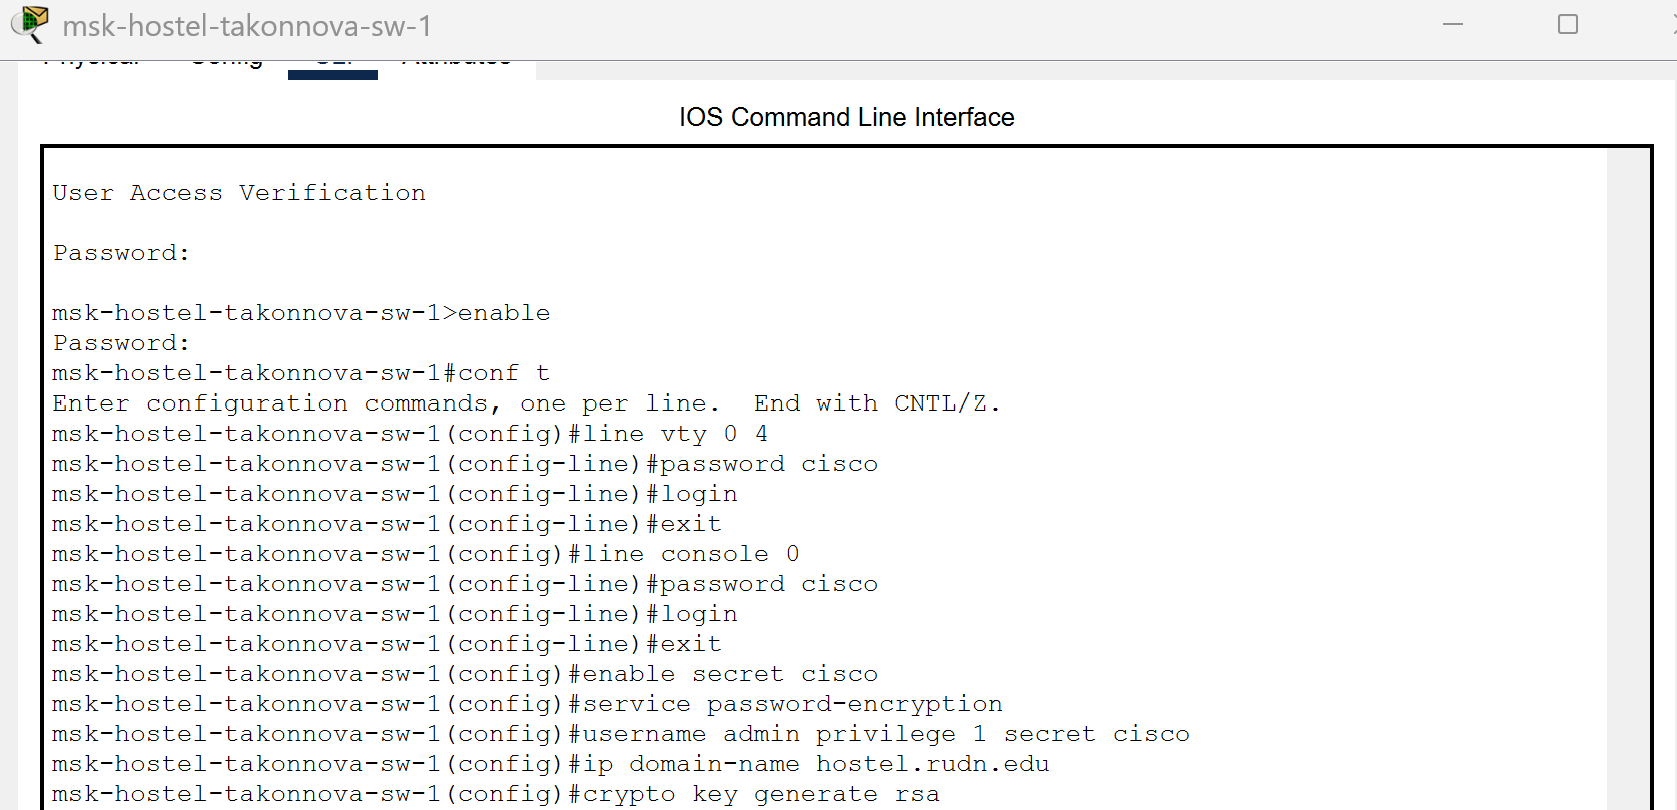 msk-hostel-takonnova-sw-1
Physical Config CLI Attributes
IOS Command Line Interface
User Access Verification
Password:
msk-hostel-takonnova-sw-1>enable
Password:
msk-hostel-takonnova-sw-1#conf t
Enter configuration commands, one per line.  End with CNTL/Z.
msk-hostel-takonnova-sw-1(config)#line vty 0 4
msk-hostel-takonnova-sw-1(config-line)#password cisco
msk-hostel-takonnova-sw-1(config-line)#login
msk-hostel-takonnova-sw-1(config-line)#exit
msk-hostel-takonnova-sw-1(config)#line console 0
msk-hostel-takonnova-sw-1(config-line)#password cisco
msk-hostel-takonnova-sw-1(config-line)#login
msk-hostel-takonnova-sw-1(config-line)#exit
msk-hostel-takonnova-sw-1(config)#enable secret cisco
msk-hostel-takonnova-sw-1(config)#service password-encryption
msk-hostel-takonnova-sw-1(config)#username admin privilege 1 secret cisco
msk-hostel-takonnova-sw-1(config)#ip domain-name hostel.rudn.edu
msk-hostel-takonnova-sw-1(config)#crypto key generate rsa